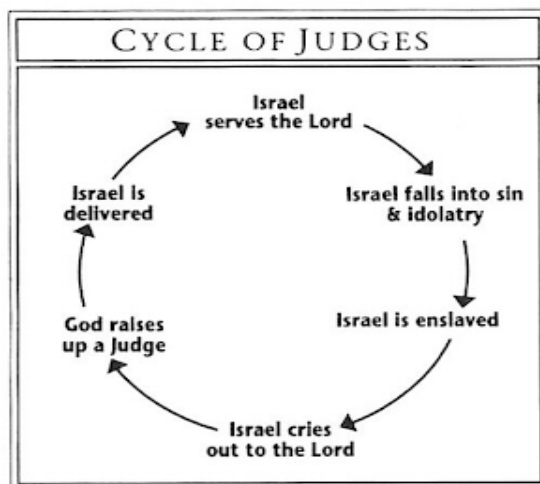 CYCLE OF JUDGES
Israel
serves the Lord
Israel falls into sin
& idolatry
Israel is enslaved
Israel cries
out to the Lord
God raises
up a Judge
Israel is
delivered